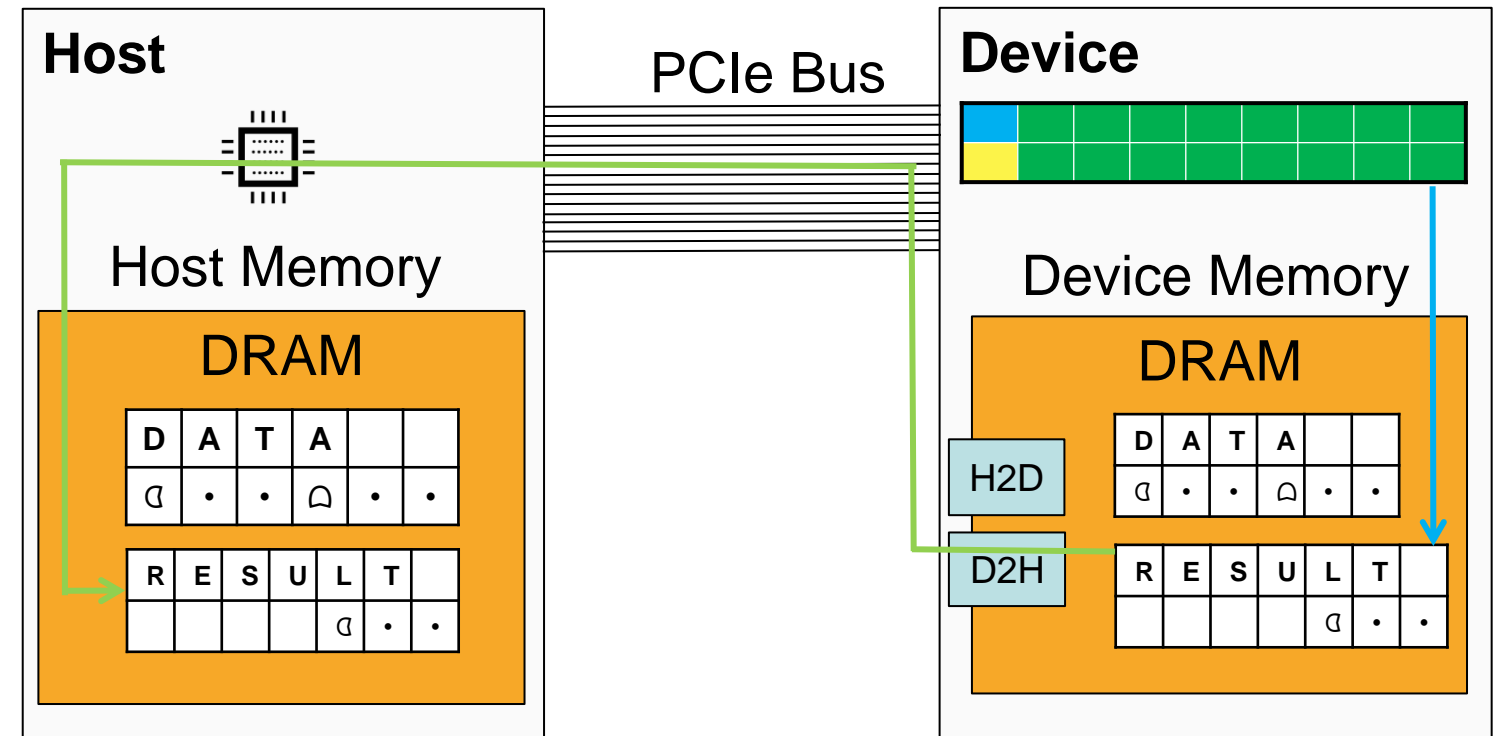 Host
PCIe Bus
Device
Host Memory
Device Memory
DRAM
DRAM
D A T A
D A T A
H2D
D2H
R E S U L T
R E S U L T